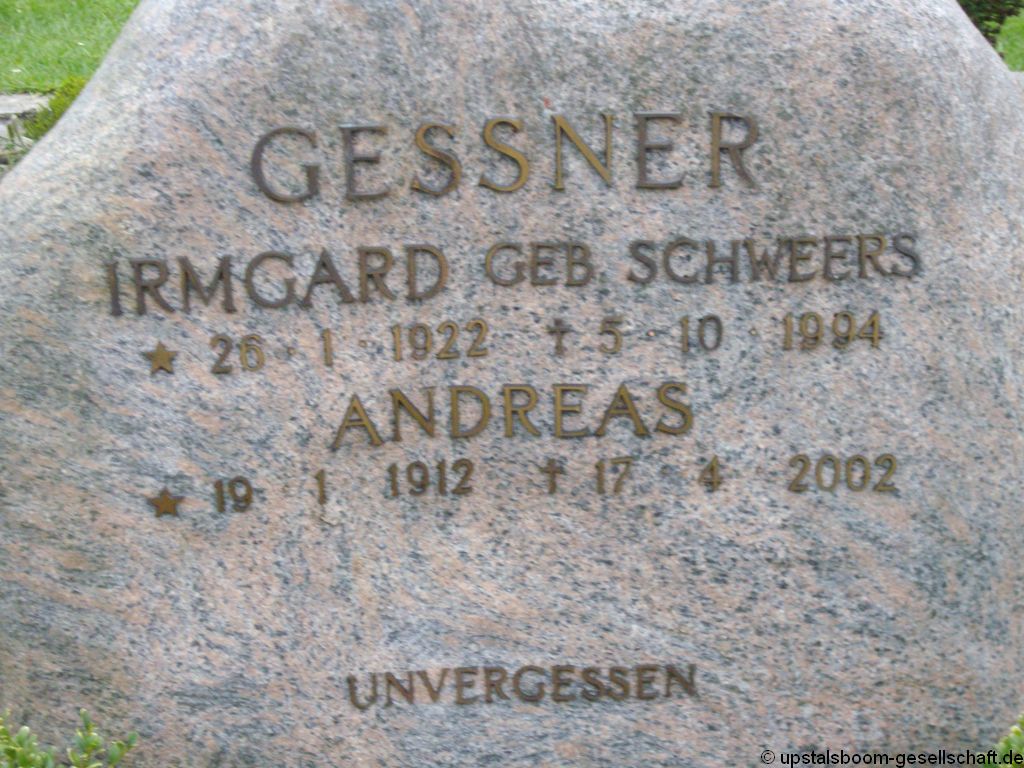 GESSNER
IRMGARD GEB. SCHWEERS
★ 26 · 1 · 1922 † 5 · 10 · 1994
ANDREAS
★ 19 · 1 · 1912 † 17 · 4 · 2002
UNVERGESSEN
© upstalsboom-gesellschaft.de